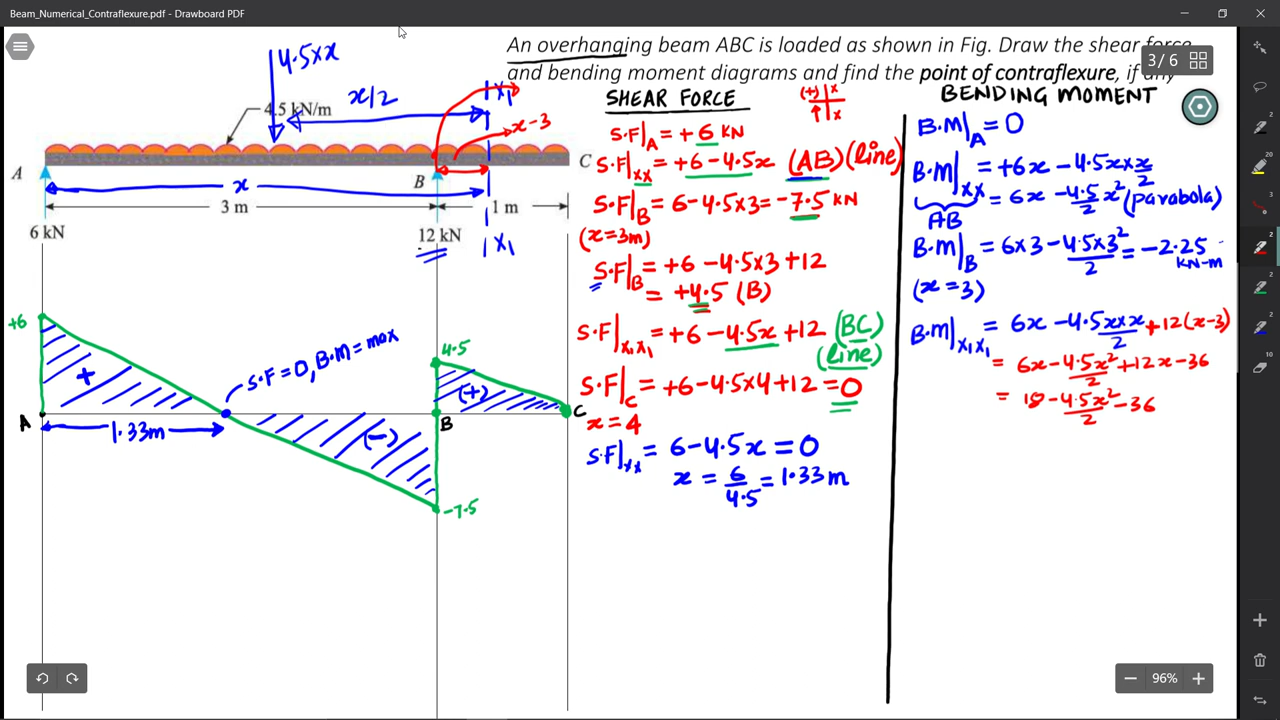 Beam_Numerical_Contraflexure.pdf - Drawboard PDF
An overhanging beam ABC is loaded as shown in Fig. Draw the shear force
and bending moment diagrams and find the point of contraflexure, if any
3 / 6
4.5xx
4.5 kN/m
x/2
x₁
x-3
A
B
C
x
3 m
1 m
6 kN
12 kN
x₁
SHEAR FORCE
(+) x
x
S.F|A = + 6 kN
S.F|xx = +6 - 4.5x (AB) (line)
S.F|B = 6 - 4.5x3 = -7.5 kN
(x = 3m)
S.F|B = +6 - 4.5x3 + 12
= +4.5 (B)
S.F|x₁x₁ = +6 - 4.5x + 12 (BC)
(line)
S.F|C = +6 - 4.5x4 + 12 = 0
x = 4
S.F|xx = 6 - 4.5x = 0
x = 6/4.5 = 1.33 m
BENDING MOMENT
B.M|A = 0
B.M|xx = +6x - 4.5x x x/2
= 6x - 4.5x²/2 (parabola)
AB
B.M|B = 6x3 - 4.5x3²/2 = -2.25
kN-m
(x = 3)
B.M|x₁x₁ = 6x - 4.5x x x/2 + 12(x-3)
= 6x - 4.5x²/2 + 12x - 36
= 18 - 4.5x²/2 - 36
+6
+
S.F = 0, B.M = max
4.5
(+)
A
1.33m
(-)
B
C
-7.5
96%